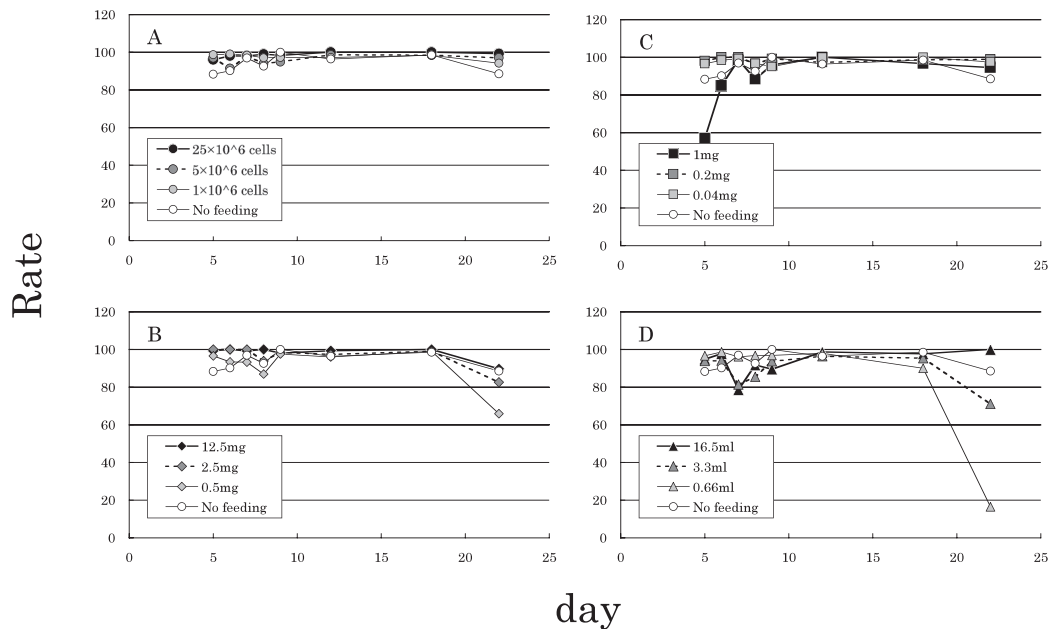 Rate
A
120
100
80
60
40
20
0
25×10^6 cells
5×10^6 cells
1×10^6 cells
No feeding
0 5 10 15 20 25
C
120
100
80
60
40
20
0
1mg
0.2mg
0.04mg
No feeding
0 5 10 15 20 25
B
120
100
80
60
40
20
0
12.5mg
2.5mg
0.5mg
No feeding
0 5 10 15 20 25
D
120
100
80
60
40
20
0
16.5ml
3.3ml
0.66ml
No feeding
0 5 10 15 20 25
day